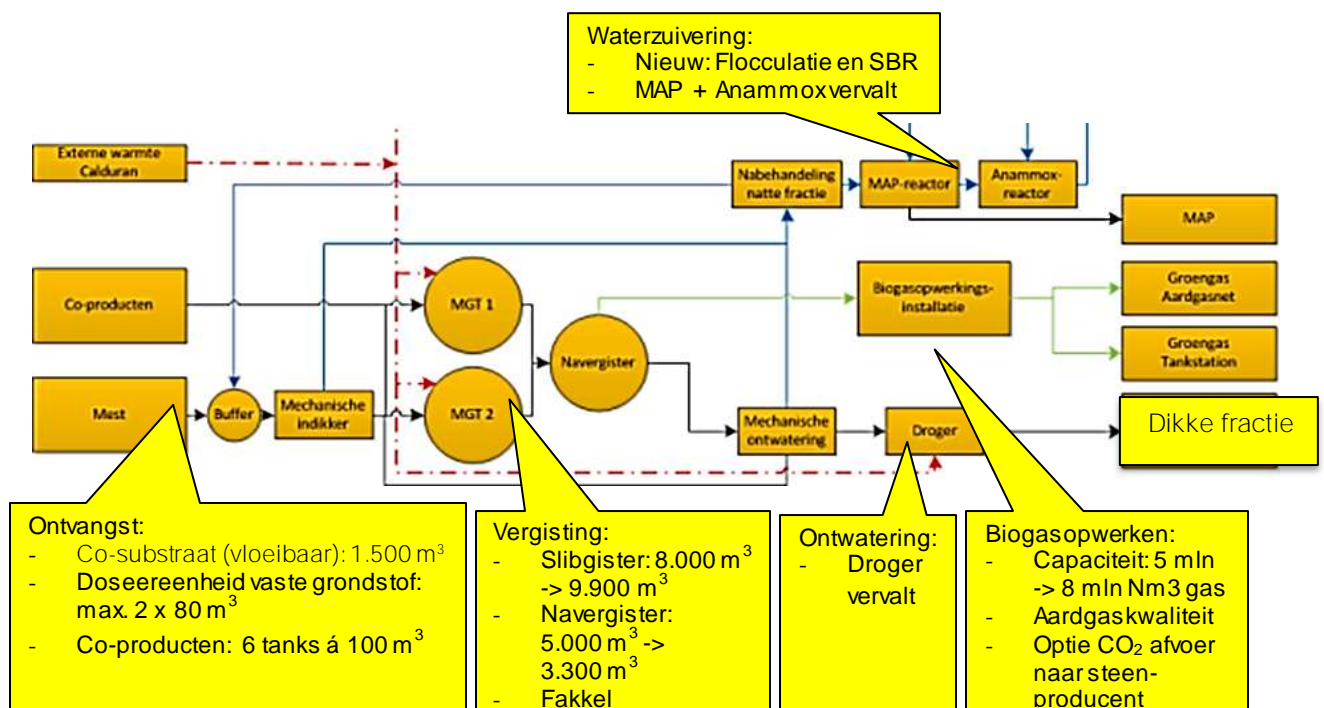 Waterzuivering:
- Nieuw: Flocculatie en SBR
- MAP + Anammox vervalt
Externe warmte
Calduran
Nabehandeling
natte fractie
MAP-reactor
Anammox-
reactor
MAP
Co-producten
MGT 1
Navergister
Biogasopwerkings-
installatie
Groengas
Aardgasnet
Groengas
Tankstation
Mest
Buffer
Mechanische
indikker
MGT 2
Mechanische
ontwatering
Droger
Dikke fractie
Ontvangst:
- Co-substraat (vloeibaar): 1.500 m³
- Doseereenheid vaste grondstof:
max. 2 x 80 m³
- Co-producten: 6 tanks á 100 m³
Vergisting:
- Slibgister: 8.000 m³
-> 9.900 m³
- Navergister:
5.000 m³ ->
3.300 m³
- Fakkel
Ontwatering:
- Droger
vervalt
Biogasopwerken:
- Capaciteit: 5 mln
-> 8 mln Nm3 gas
- Aardgaskwaliteit
- Optie CO₂ afvoer
naar steen-
producent